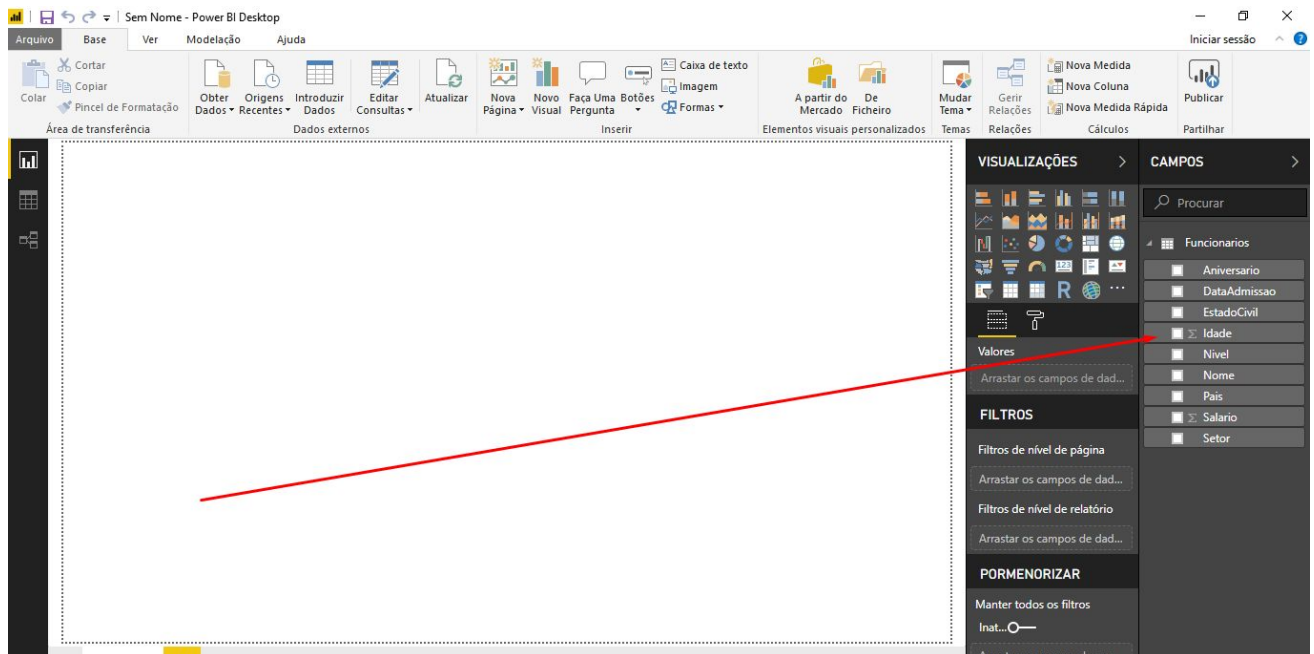 Sem Nome - Power BI Desktop
Arquivo Base Ver Modelação Ajuda Iniciar sessão ?
Colar
Cortar
Copiar
Pincel de Formatação
Área de transferência
Obter Dados
Origens Recentes
Introduzir Dados
Editar Consultas
Atualizar
Dados externos
Nova Página
Novo Visual
Faça Uma Pergunta
Botões
Caixa de texto
Imagem
Formas
Inserir
A partir do Mercado
De Ficheiro
Elementos visuais personalizados
Mudar Tema
Temas
Gerir Relações
Relações
Nova Medida
Nova Coluna
Nova Medida Rápida
Cálculos
Publicar
Partilhar
VISUALIZAÇÕES
123
R
Valores
Arrastar os campos de dad...
FILTROS
Filtros de nível de página
Arrastar os campos de dad...
Filtros de nível de relatório
Arrastar os campos de dad...
PORMENORIZAR
Manter todos os filtros
Inat...
CAMPOS
Procurar
Funcionarios
Aniversario
DataAdmissao
EstadoCivil
Σ Idade
Nivel
Nome
Pais
Σ Salario
Setor